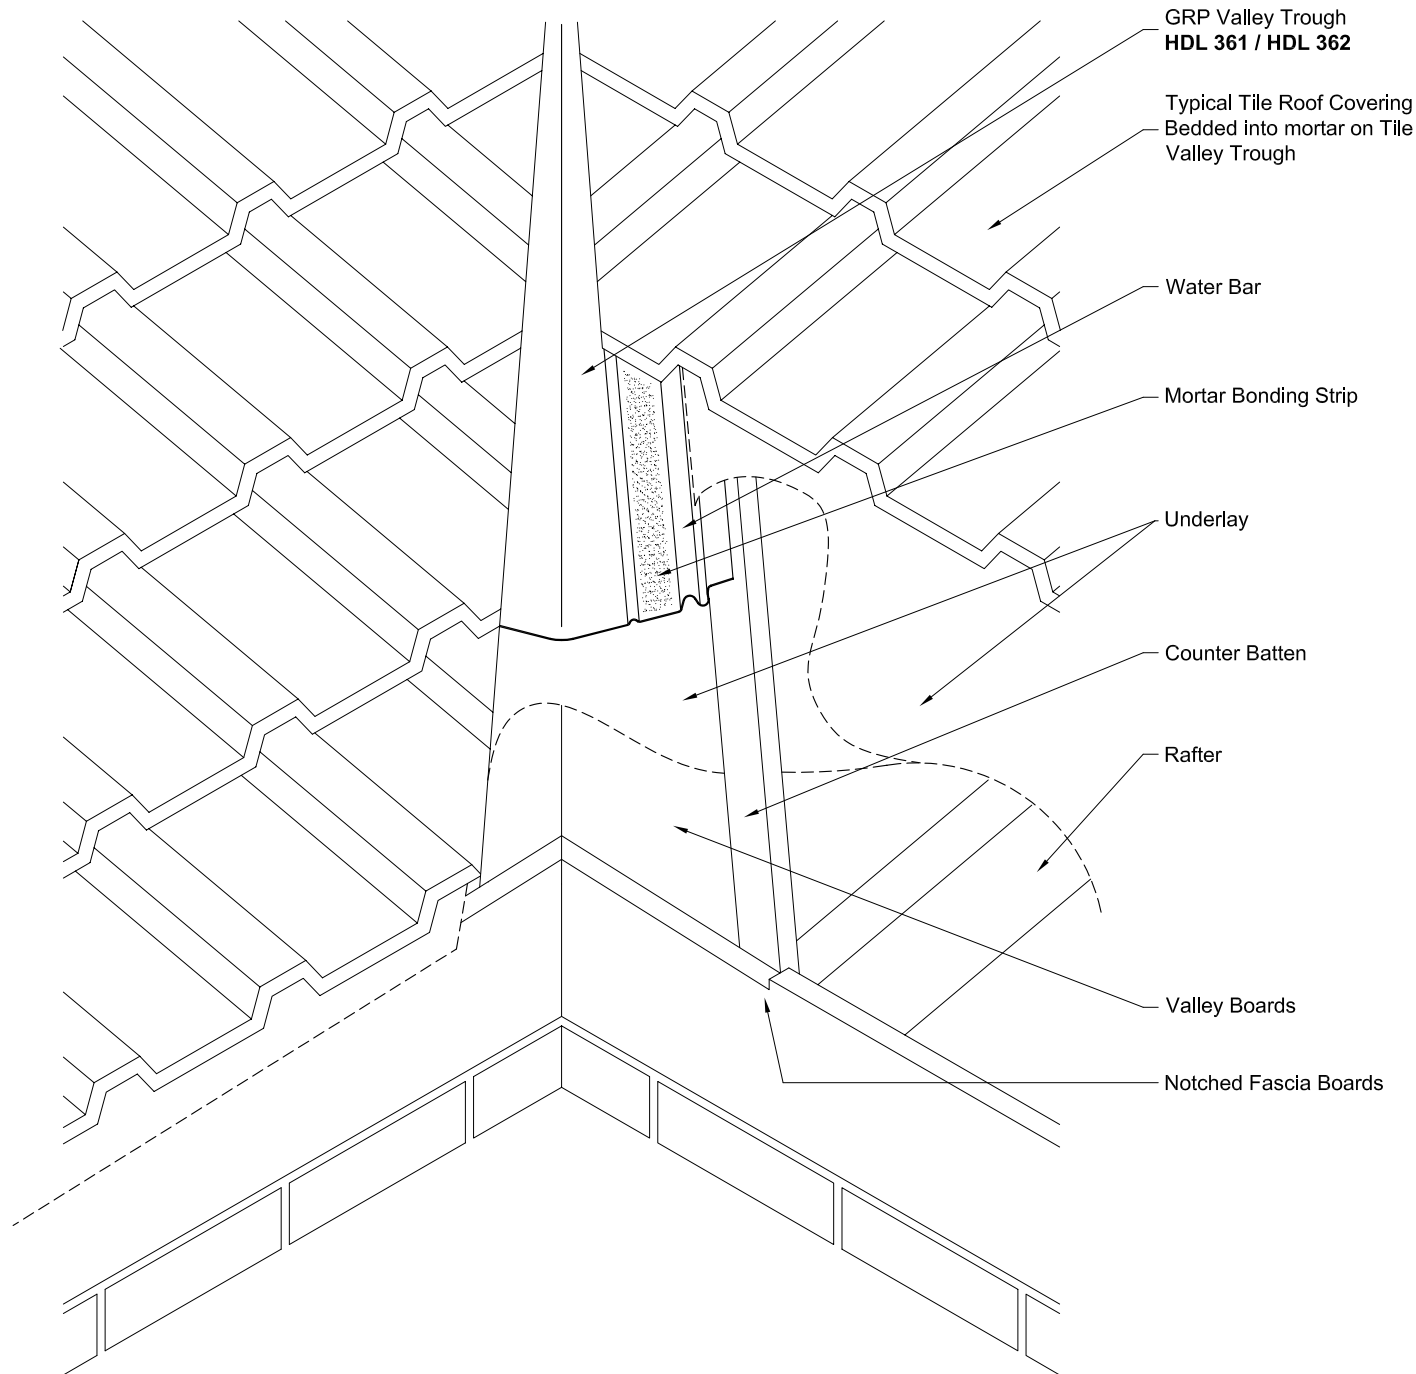 GRP Valley Trough
HDL 361 / HDL 362
Typical Tile Roof Covering
Bedded into mortar on Tile
Valley Trough
Water Bar
Mortar Bonding Strip
Underlay
Counter Batten
Rafter
Valley Boards
Notched Fascia Boards